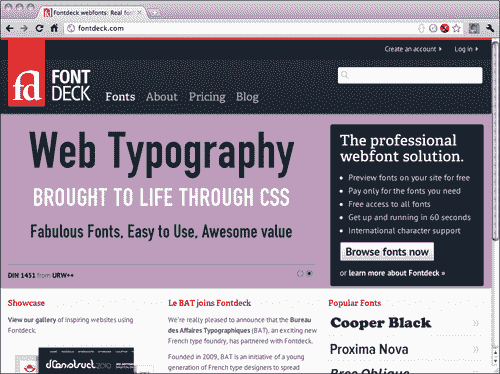 Fontdeck webfonts: Real fon
fontdeck.com
Create an account
Log in
fd FONT
DECK
Fonts About Pricing Blog
Web Typography
BROUGHT TO LIFE THROUGH CSS
Fabulous Fonts, Easy to Use, Awesome value
DIN 1451 from URW++
The professional
webfont solution.
• Preview fonts on your site for free
• Pay only for the fonts you need
• Free access to all fonts
• Get up and running in 60 seconds
• International character support
Browse fonts now
or learn more about Fontdeck »
Showcase
View our gallery of inspiring websites using
Fontdeck.
dConstruct 2010
Le BAT joins Fontdeck
We're really pleased to announce that the Bureau
des Affaires Typographiques (BAT), an exciting new
French type foundry, has partnered with Fontdeck.
Founded in 2009, BAT is an initiative of a young
generation of French type designers to spread
Popular Fonts
Cooper Black »
Proxima Nova »
Free Oblique »